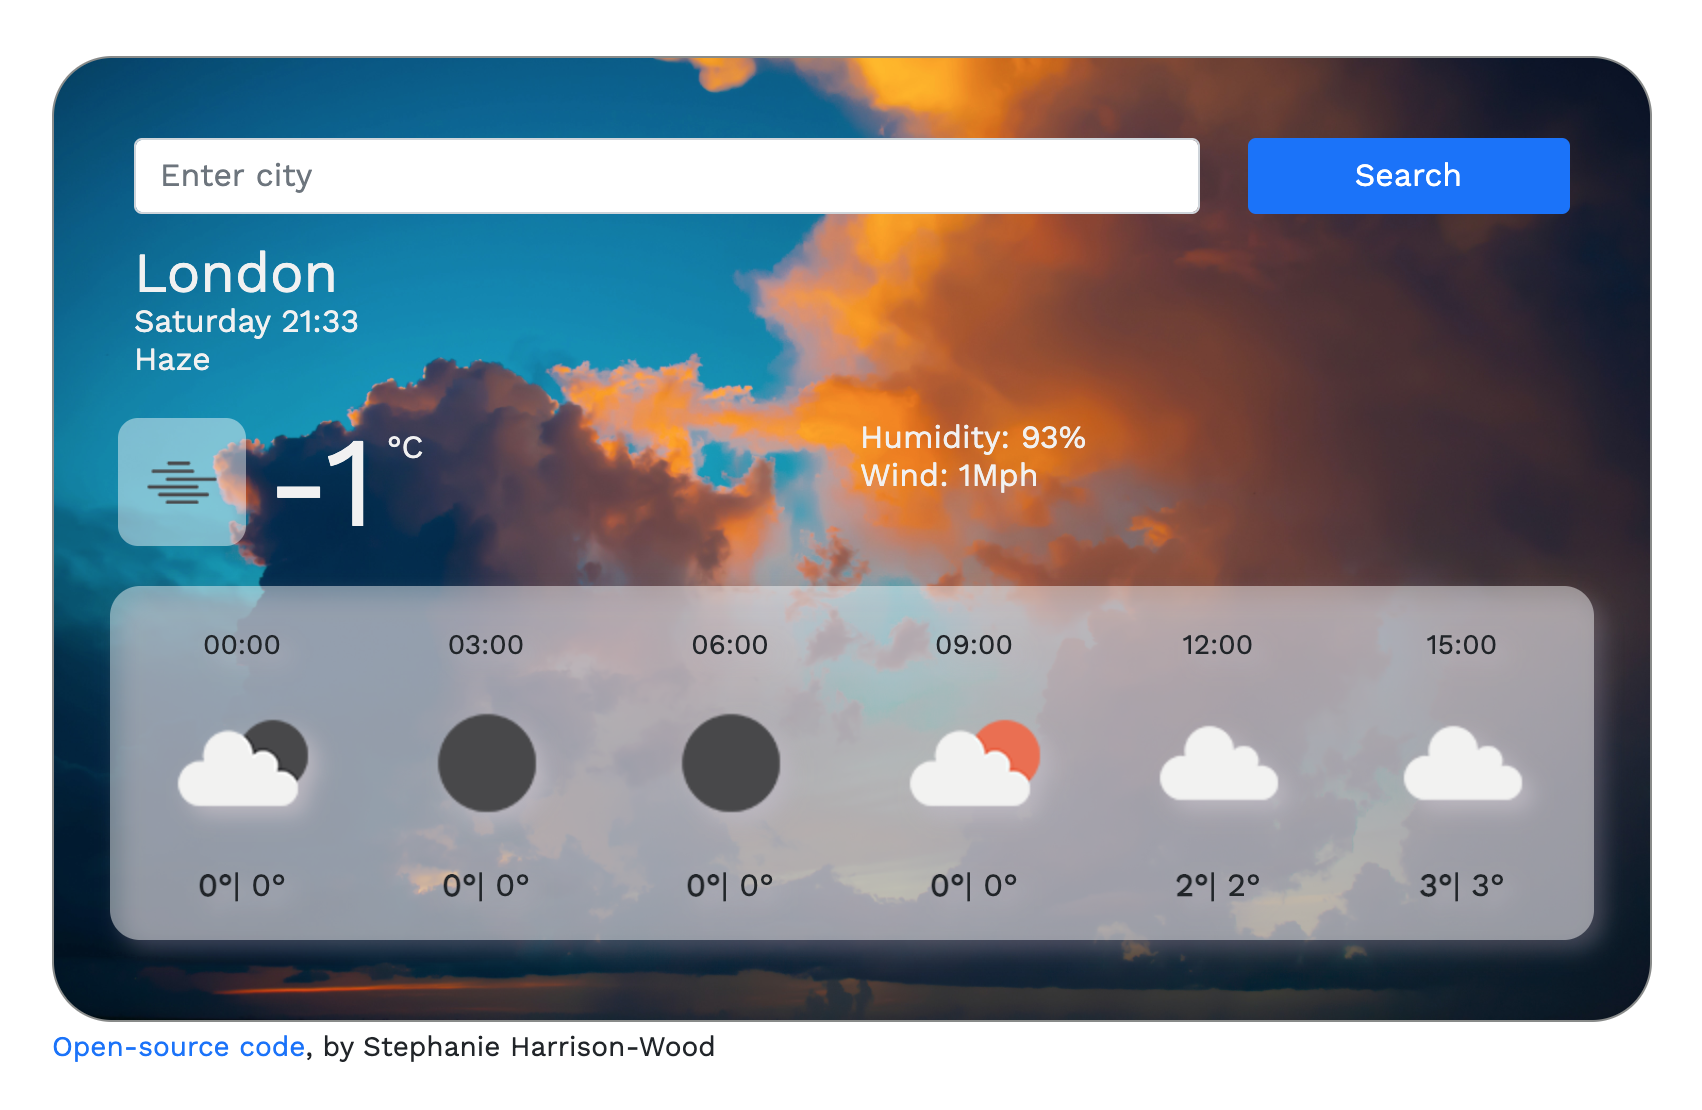 Enter city
Search
London
Saturday 21:33
Haze
-1 °C
Humidity: 93%
Wind: 1Mph
00:00 03:00 06:00 09:00 12:00 15:00
0°| 0° 0°| 0° 0°| 0° 0°| 0° 2°| 2° 3°| 3°
Open-source code, by Stephanie Harrison-Wood